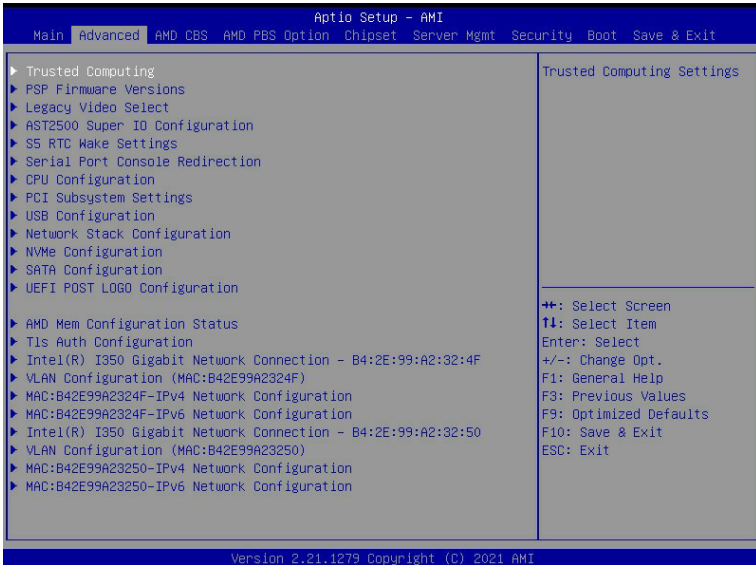 Aptio Setup – AMI
Main Advanced AMD CBS AMD PBS Option Chipset Server Mgmt Security Boot Save & Exit
Trusted Computing
PSP Firmware Versions
Legacy Video Select
AST2500 Super IO Configuration
S5 RTC Wake Settings
Serial Port Console Redirection
CPU Configuration
PCI Subsystem Settings
USB Configuration
Network Stack Configuration
NVMe Configuration
SATA Configuration
UEFI POST LOGO Configuration
AMD Mem Configuration Status
Tls Auth Configuration
Intel(R) I350 Gigabit Network Connection – B4:2E:99:A2:32:4F
VLAN Configuration (MAC:B42E99A2324F)
MAC:B42E99A2324F-IPv4 Network Configuration
MAC:B42E99A2324F-IPv6 Network Configuration
Intel(R) I350 Gigabit Network Connection – B4:2E:99:A2:32:50
VLAN Configuration (MAC:B42E99A23250)
MAC:B42E99A23250-IPv4 Network Configuration
MAC:B42E99A23250-IPv6 Network Configuration
Trusted Computing Settings
→←: Select Screen
↑↓: Select Item
Enter: Select
+/-: Change Opt.
F1: General Help
F3: Previous Values
F9: Optimized Defaults
F10: Save & Exit
ESC: Exit
Version 2.21.1279 Copyright (C) 2021 AMI